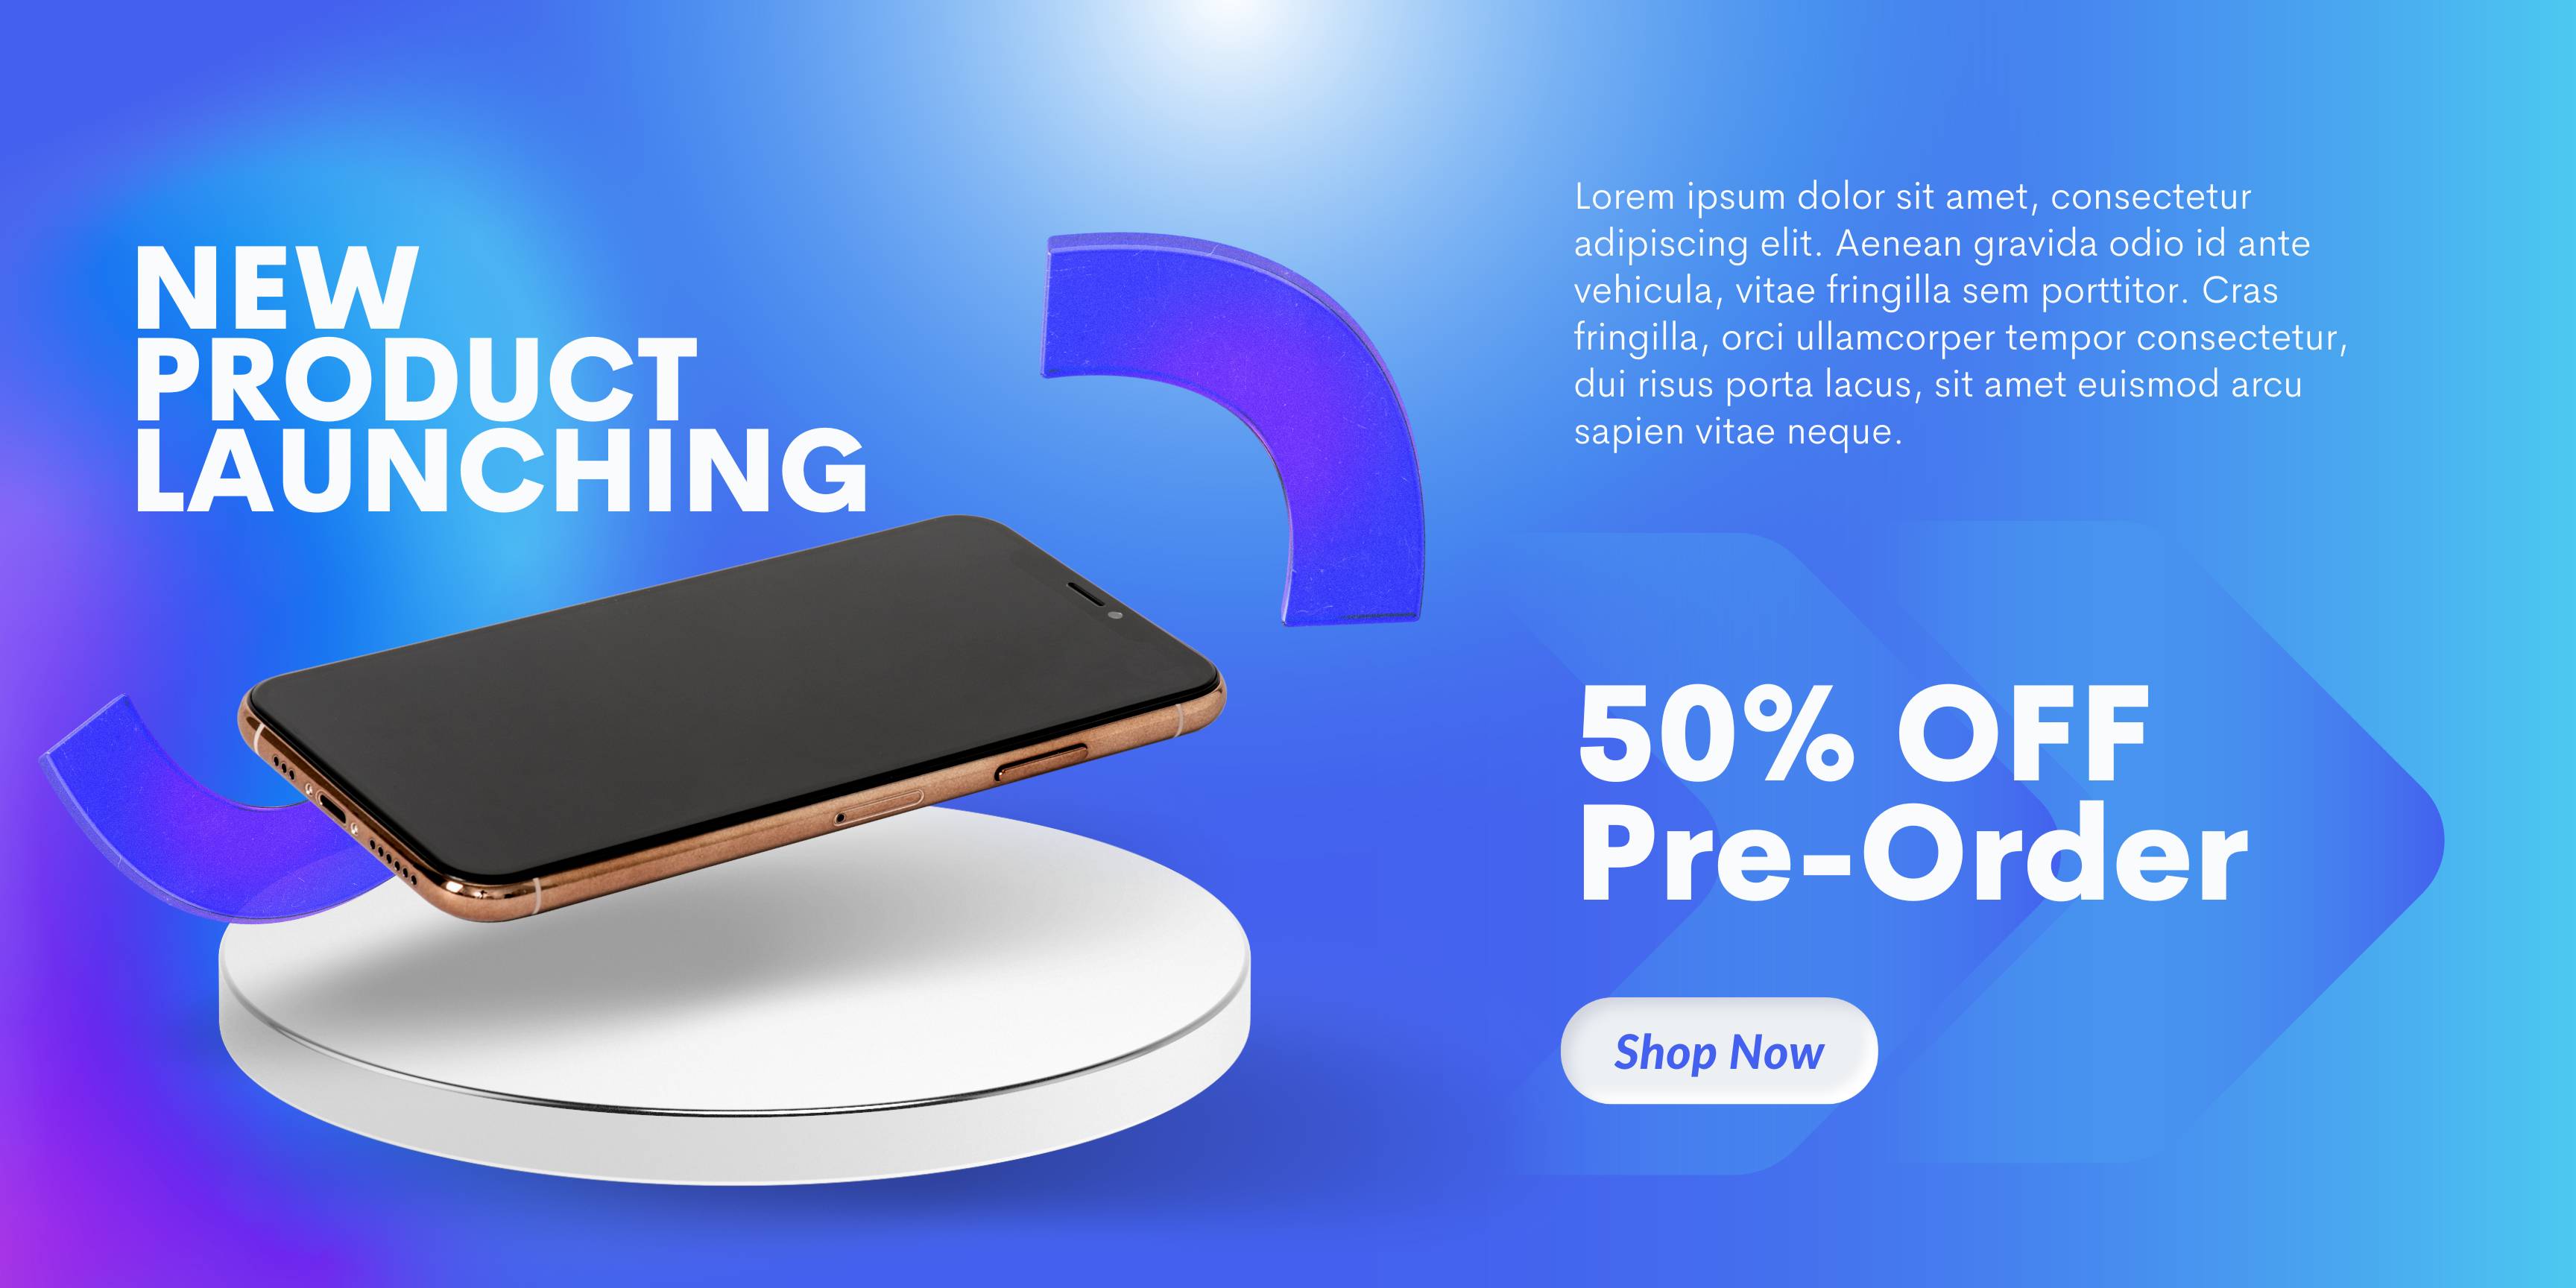 NEW
PRODUCT
LAUNCHING
Lorem ipsum dolor sit amet, consectetur
adipiscing elit. Aenean gravida odio id ante
vehicula, vitae fringilla sem porttitor. Cras
fringilla, orci ullamcorper tempor consectetur,
dui risus porta lacus, sit amet euismod arcu
sapien vitae neque.
50% OFF
Pre-Order
Shop Now